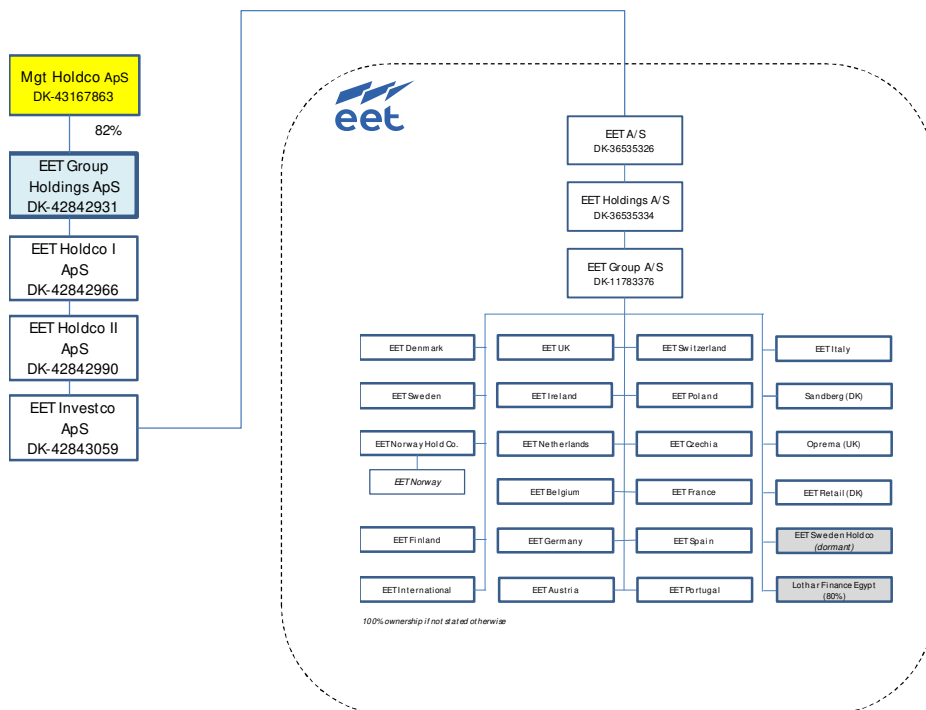 Mgt Holdco ApS
DK-43167863
82%
EET Group
Holdings ApS
DK-42842931
EET Holdco I
ApS
DK-42842966
EET Holdco II
ApS
DK-42842990
EET Investco
ApS
DK-42843059
eet
EET A/S
DK-36535326
EET Holdings A/S
DK-36535334
EET Group A/S
DK-11783376
EET Denmark
EET UK
EET Switzerland
EET Italy
EET Sweden
EET Ireland
EET Poland
Sandberg (DK)
EET Norway Hold Co.
EET Netherlands
EET Czechia
Oprema (UK)
EET Norway
EET Belgium
EET France
EET Retail (DK)
EET Finland
EET Germany
EET Spain
EET Sweden Holdco
(dormant)
EET International
EET Austria
EET Portugal
Lothar Finance Egypt
(80%)
100% ownership if not stated otherwise